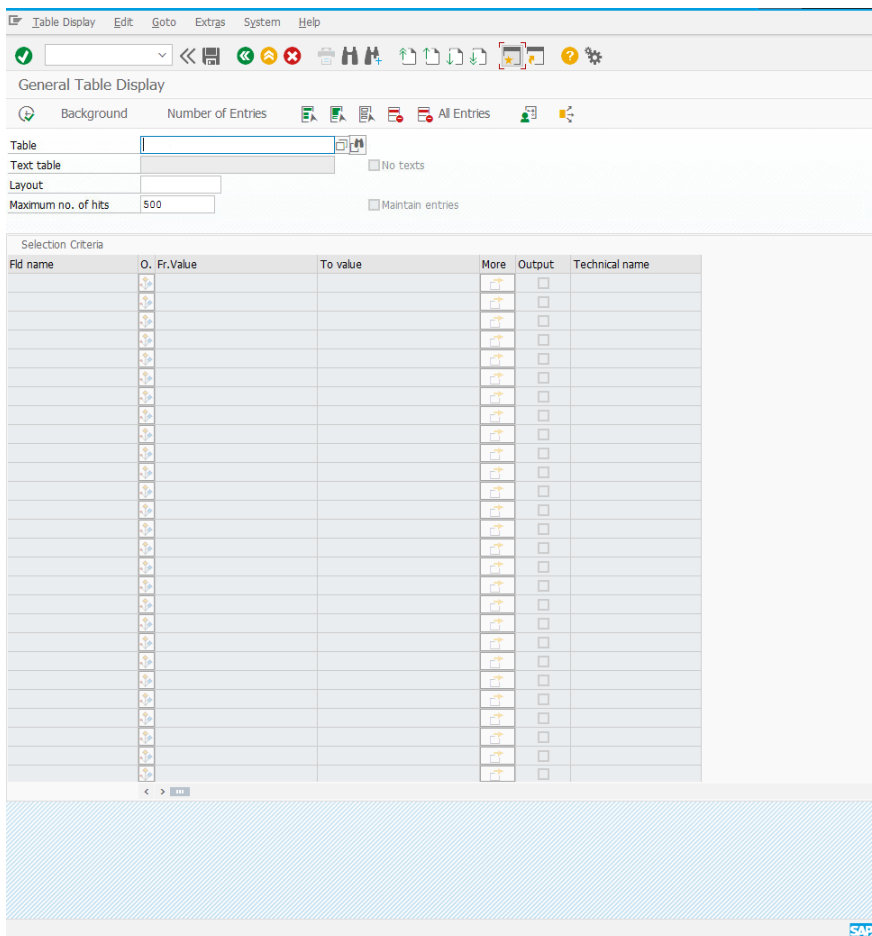 Table Display Edit Goto Extras System Help
General Table Display
Background Number of Entries All Entries
Table
Text table No texts
Layout
Maximum no. of hits 500 Maintain entries
Selection Criteria
Fld name O. Fr.Value To value More Output Technical name
SAP